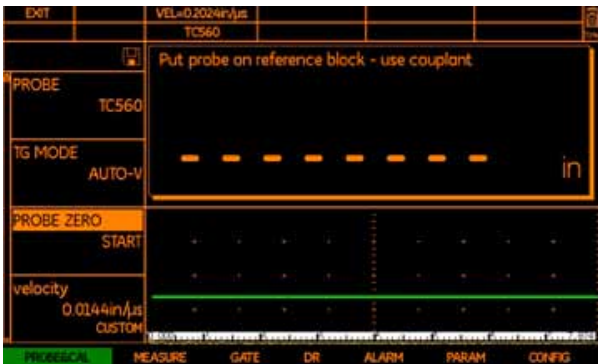 EXIT
VEL=0.2024in/µs
TC560
Put probe on reference block - use couplant
PROBE
TC560
TG MODE
AUTO-V
in
PROBE ZERO
START
velocity
0.0144in/µs
CUSTOM
PROBE&CAL MEASURE GATE DR ALARM PARAM CONFIG